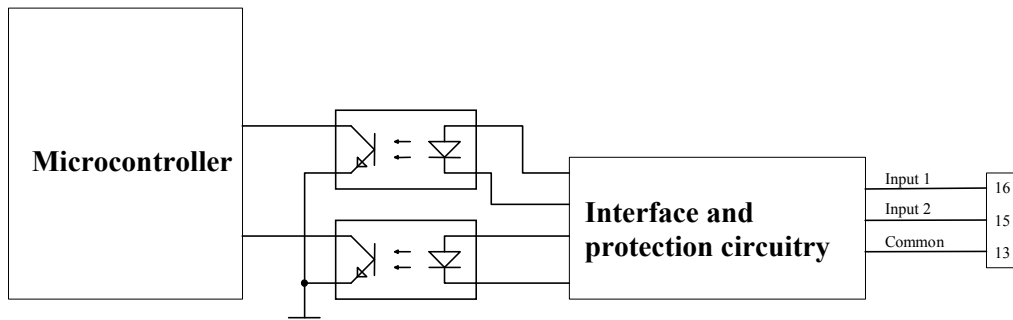 Microcontroller
Interface and
protection circuitry
Input 1
16
Input 2
15
Common
13